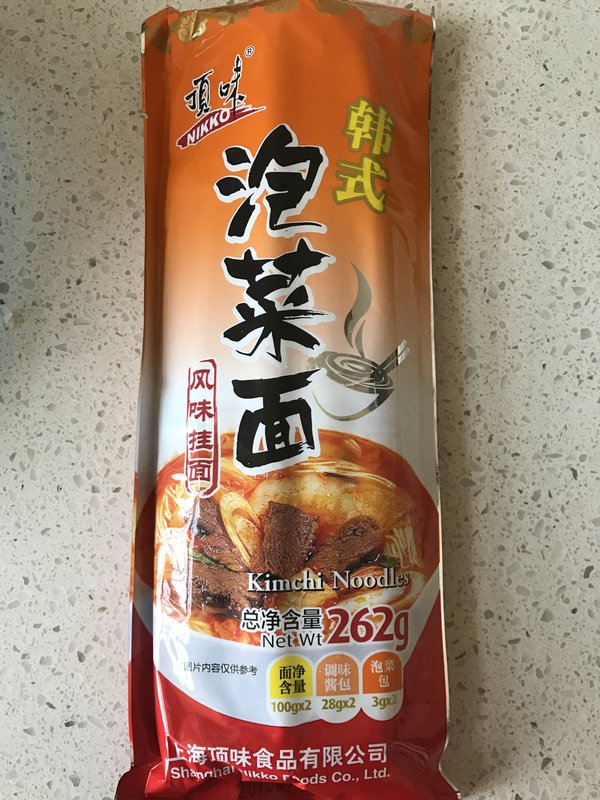 頂味®
NIKKO
韩式
泡菜面
风味挂面
Kimchi Noodles
总净含量
Net Wt
262g
图片内容仅供参考
面净
含量
100gx2
调味
酱包
28gx2
泡菜
包
3gx2
上海顶味食品有限公司
Shanghai Nikko Foods Co., Ltd.